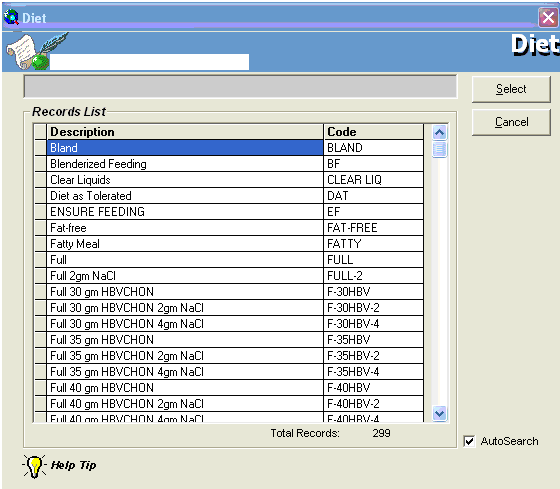 Diet
Diet
Select
Records List
Cancel
Description Code
Bland BLAND
Blenderized Feeding BF
Clear Liquids CLEAR LIQ
Diet as Tolerated DAT
ENSURE FEEDING EF
Fat-free FAT-FREE
Fatty Meal FATTY
Full FULL
Full 2gm NaCl FULL-2
Full 30 gm HBVCHON F-30HBV
Full 30 gm HBVCHON 2gm NaCl F-30HBV-2
Full 30 gm HBVCHON 4gm NaCl F-30HBV-4
Full 35 gm HBVCHON F-35HBV
Full 35 gm HBVCHON 2gm NaCl F-35HBV-2
Full 35 gm HBVCHON 4gm NaCl F-35HBV-4
Full 40 gm HBVCHON F-40HBV
Full 40 gm HBVCHON 2gm NaCl F-40HBV-2
Full 40 gm HBVCHON 4gm NaCl F-40HBV-4
Total Records: 299
AutoSearch
Help Tip